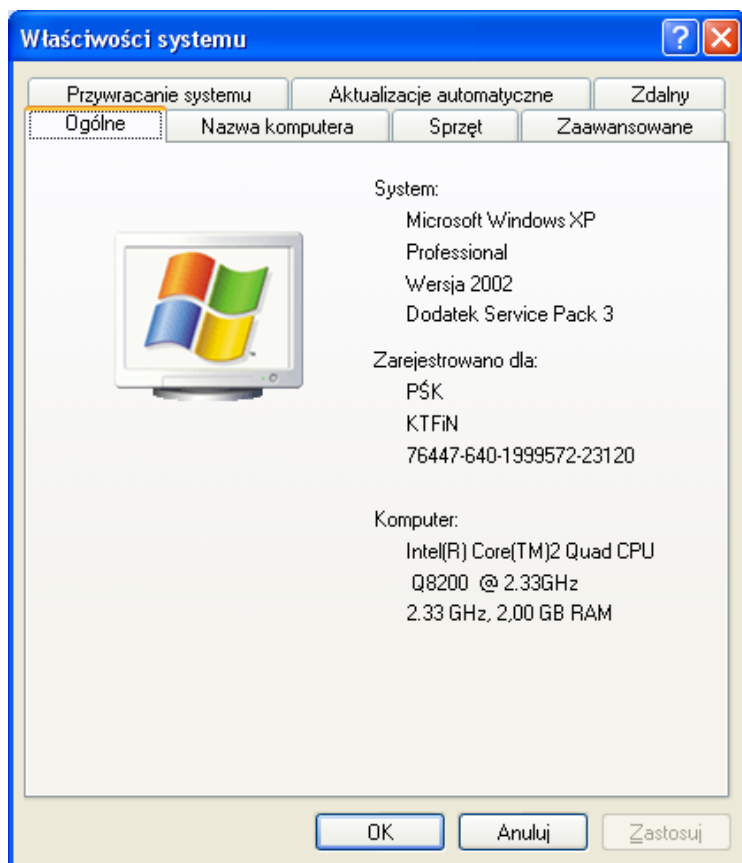 Właściwości systemu
Przywracanie systemu Aktualizacje automatyczne Zdalny
Ogólne Nazwa komputera Sprzęt Zaawansowane
System:
Microsoft Windows XP
Professional
Wersja 2002
Dodatek Service Pack 3
Zarejestrowano dla:
PŚK
KTFiN
76447-640-1999572-23120
Komputer:
Intel(R) Core(TM)2 Quad CPU
Q8200 @ 2.33GHz
2.33 GHz, 2,00 GB RAM
OK Anuluj Zastosuj